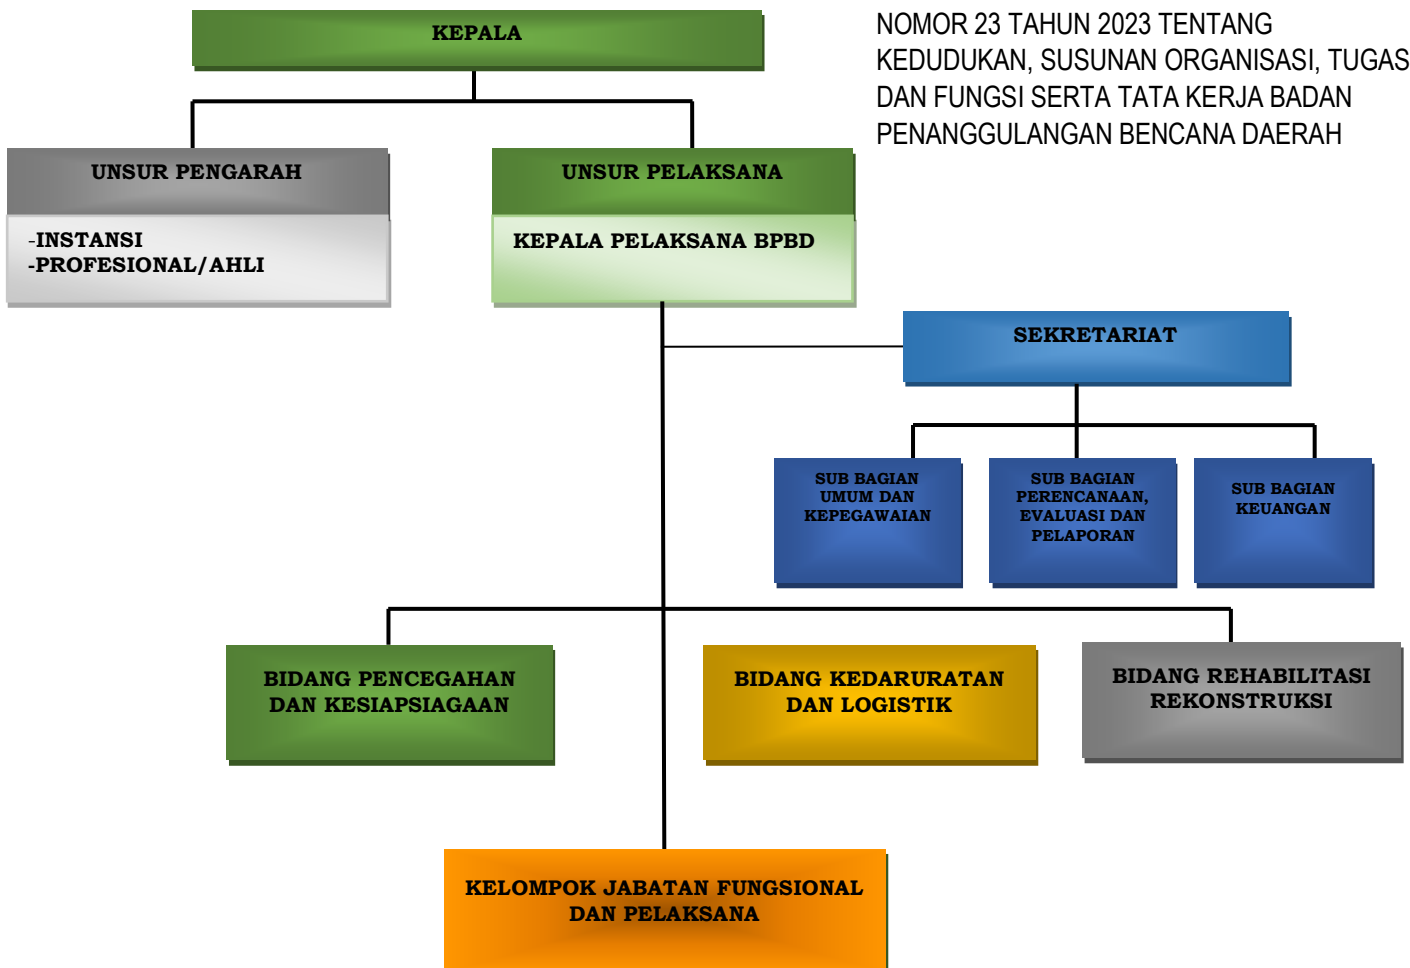 KEPALA
NOMOR 23 TAHUN 2023 TENTANG
KEDUDUKAN, SUSUNAN ORGANISASI, TUGAS
DAN FUNGSI SERTA TATA KERJA BADAN
PENANGGULANGAN BENCANA DAERAH
UNSUR PENGARAH
-INSTANSI
-PROFESIONAL/AHLI
UNSUR PELAKSANA
KEPALA PELAKSANA BPBD
SEKRETARIAT
SUB BAGIAN
UMUM DAN
KEPEGAWAIAN
SUB BAGIAN
PERENCANAAN,
EVALUASI DAN
PELAPORAN
SUB BAGIAN
KEUANGAN
BIDANG PENCEGAHAN
DAN KESIAPSIAGAAN
BIDANG KEDARURATAN
DAN LOGISTIK
BIDANG REHABILITASI
REKONSTRUKSI
KELOMPOK JABATAN FUNGSIONAL
DAN PELAKSANA